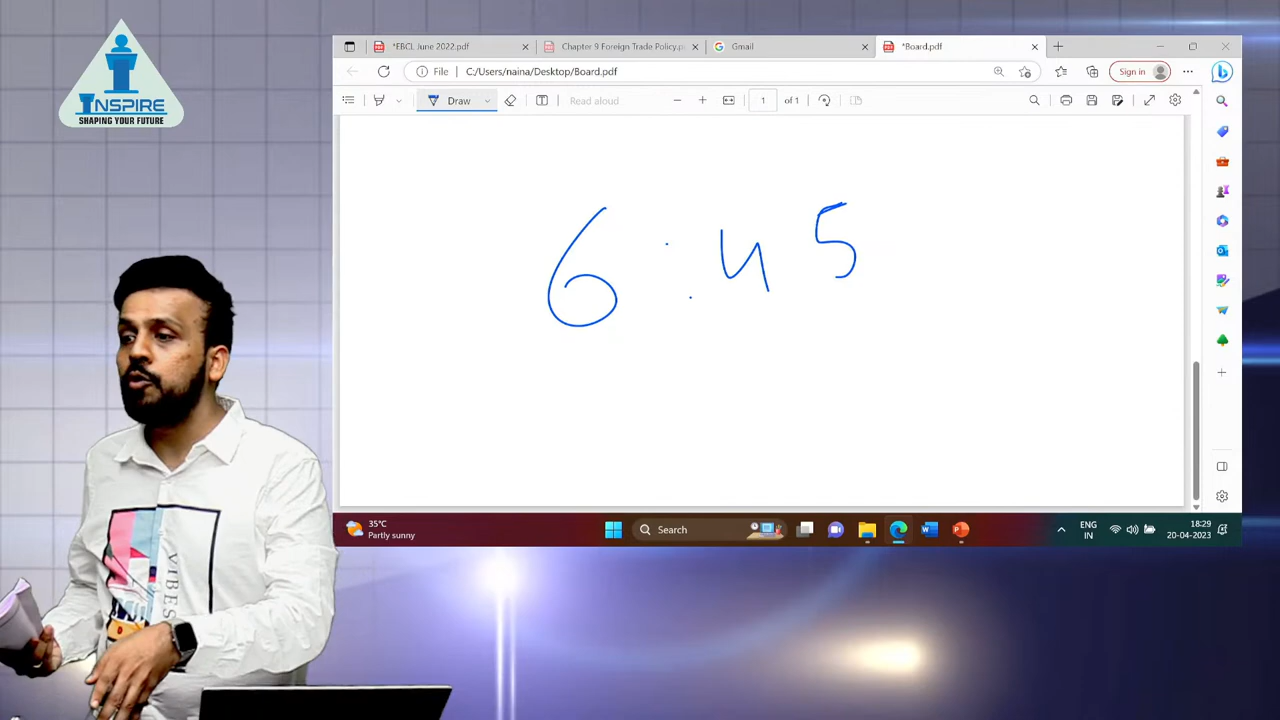 INSPIRE
SHAPING YOUR FUTURE
*EBCL June 2022.pdf
Chapter 9 Foreign Trade Policy.p
Gmail
*Board.pdf
File C:/Users/naina/Desktop/Board.pdf
Sign in
Draw
Read aloud
1 of 1
6:45
VIBES
35°C
Partly sunny
Search
ENG
IN
18:29
20-04-2023